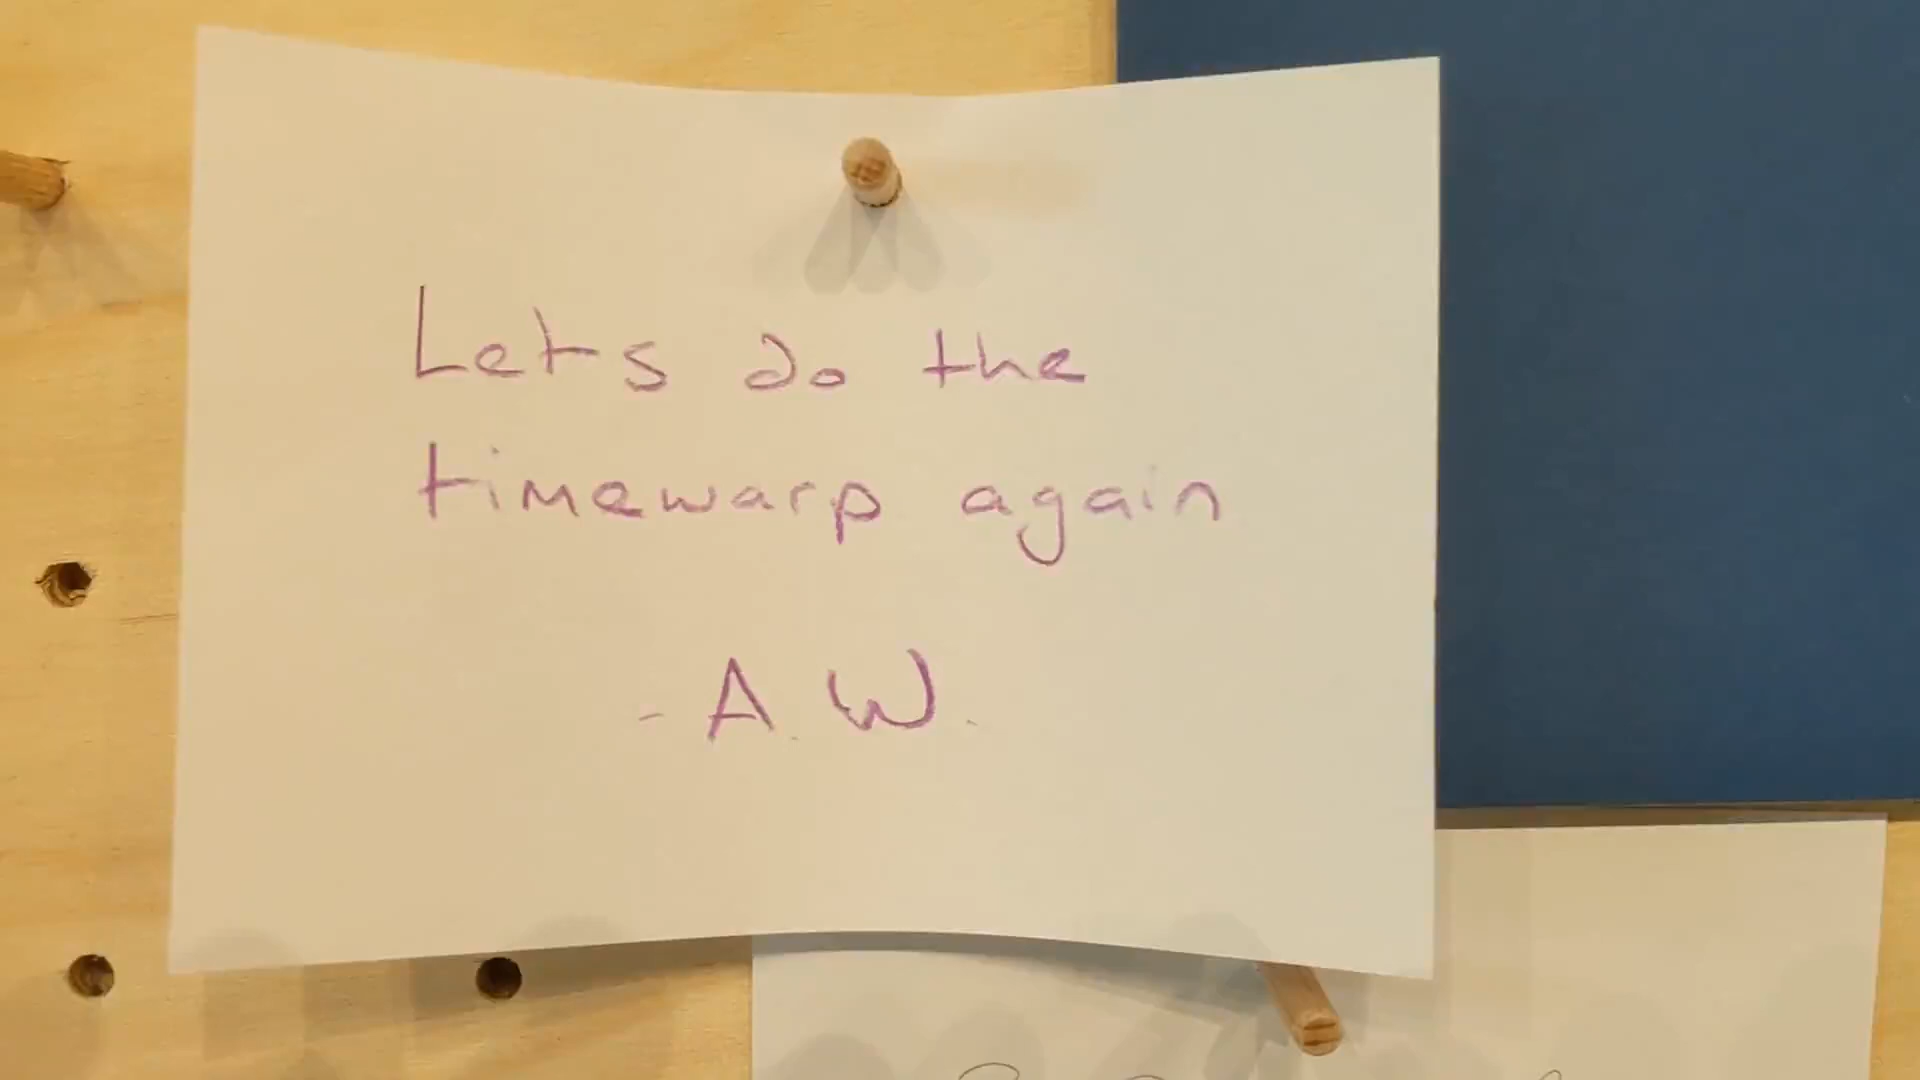 Lets do the
timewarp again
- A.W.